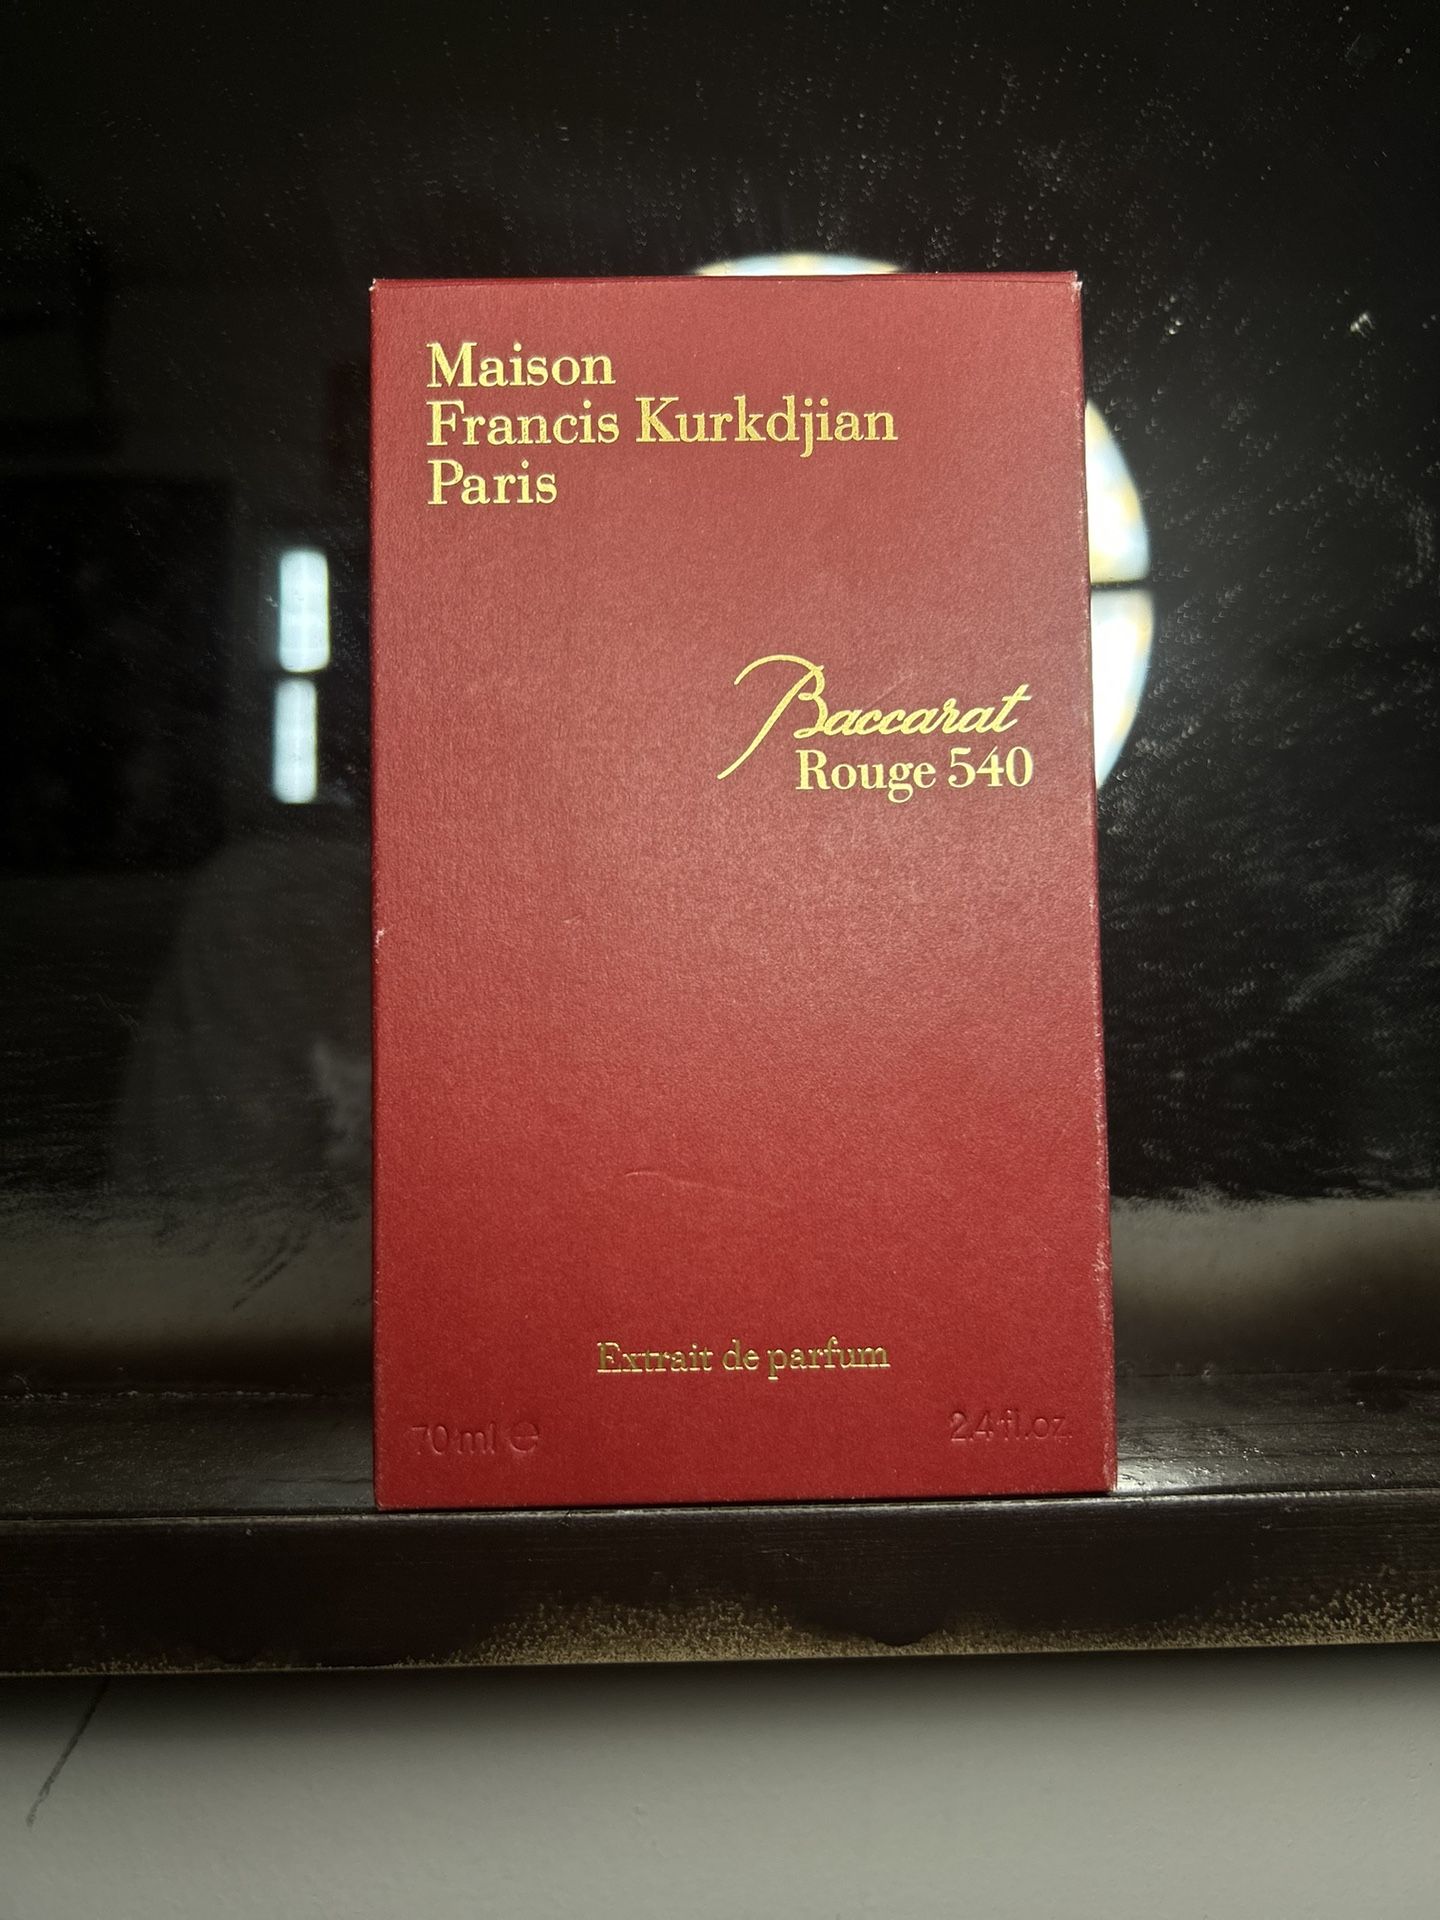 Maison
Francis Kurkdjian
Paris
Baccarat
Rouge 540
Extrait de parfum
70 ml ℮
2.4 fl.oz.